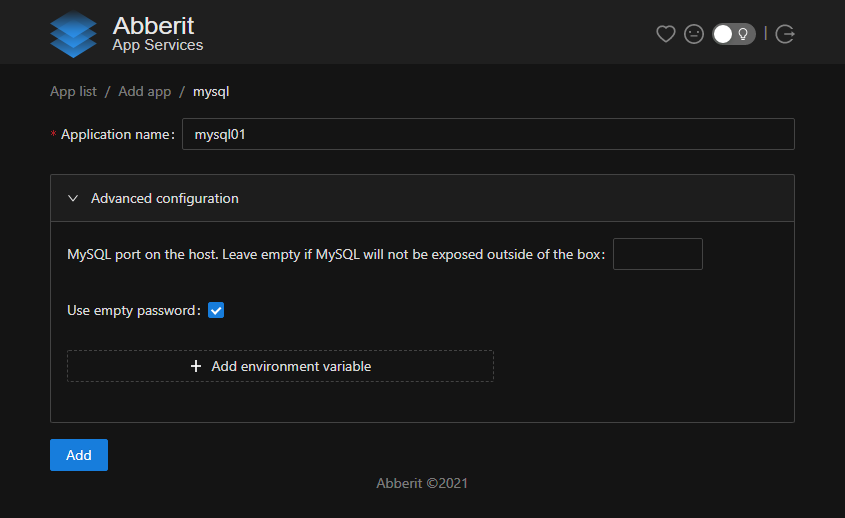 Abberit
App Services
App list / Add app / mysql
* Application name: mysql01
Advanced configuration
MySQL port on the host. Leave empty if MySQL will not be exposed outside of the box:
Use empty password:
+ Add environment variable
Add
Abberit ©2021